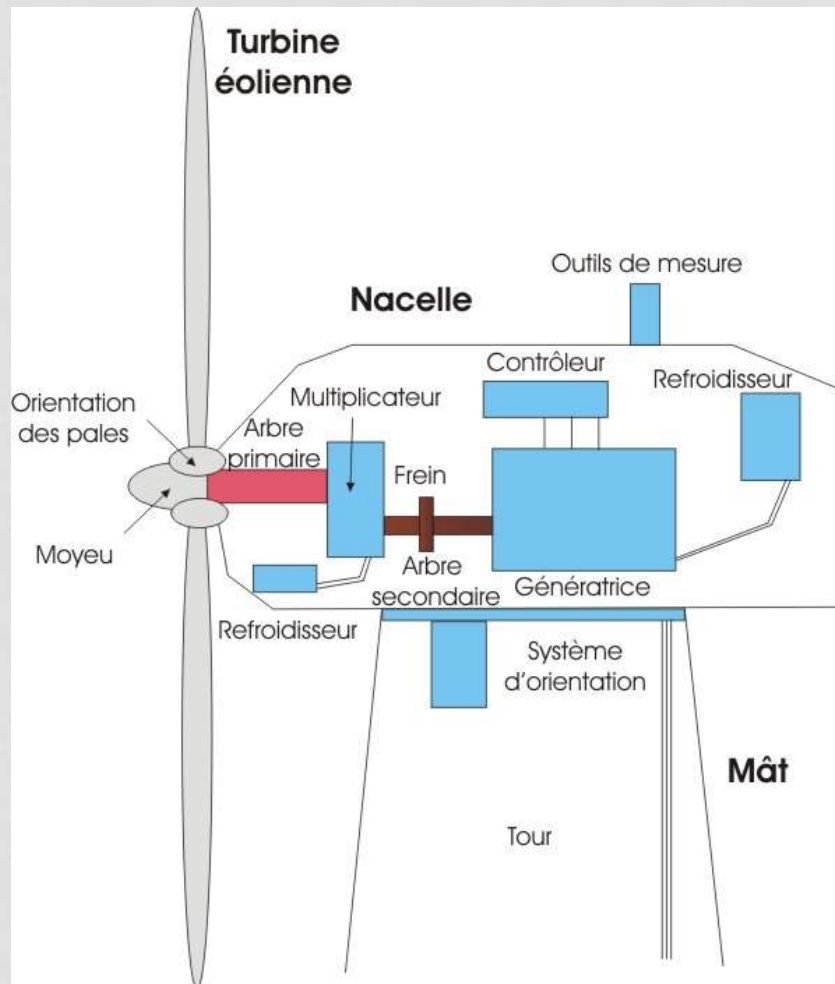 Turbine
éolienne
Outils de mesure
Nacelle
Contrôleur
Refroidisseur
Orientation
des pales
Multiplicateur
Arbre
primaire
Frein
Moyeu
Arbre
secondaire
Génératrice
Refroidisseur
Système
d'orientation
Mât
Tour